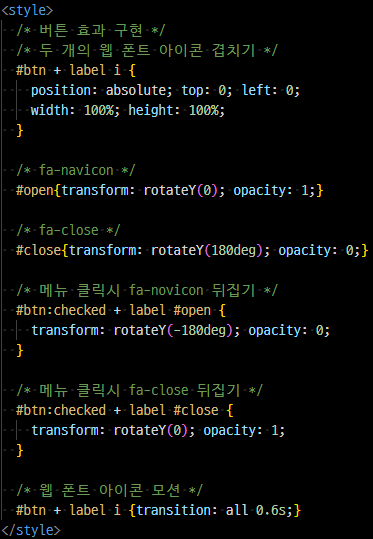 <style>
/* 버튼 효과 구현 */
/* 두 개의 웹 폰트 아이콘 겹치기 */
#btn + label i {
position: absolute; top: 0; left: 0;
width: 100%; height: 100%;
}
/* fa-navicon */
#open{transform: rotateY(0); opacity: 1;}
/* fa-close */
#close{transform: rotateY(180deg); opacity: 0;}
/* 메뉴 클릭시 fa-novicon 뒤집기 */
#btn:checked + label #open {
transform: rotateY(-180deg); opacity: 0;
}
/* 메뉴 클릭시 fa-close 뒤집기 */
#btn:checked + label #close {
transform: rotateY(0); opacity: 1;
}
/* 웹 폰트 아이콘 모션 */
#btn + label i {transition: all 0.6s;}
</style>